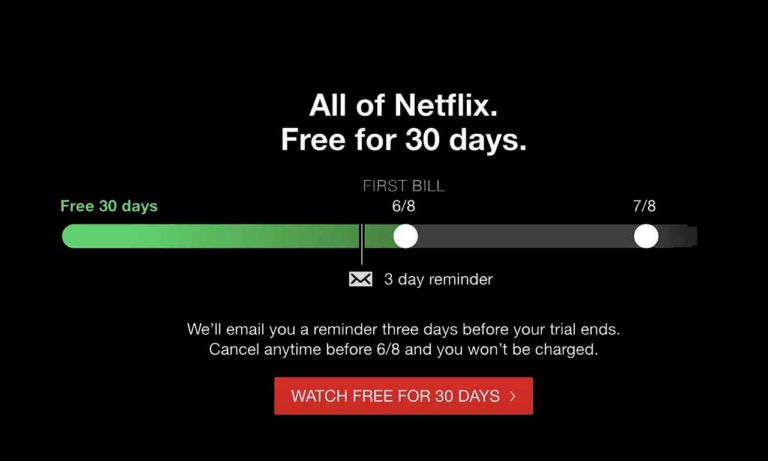 All of Netflix.
Free for 30 days.
FIRST BILL
Free 30 days
6/8
7/8
3 day reminder
We'll email you a reminder three days before your trial ends.
Cancel anytime before 6/8 and you won't be charged.
WATCH FREE FOR 30 DAYS >